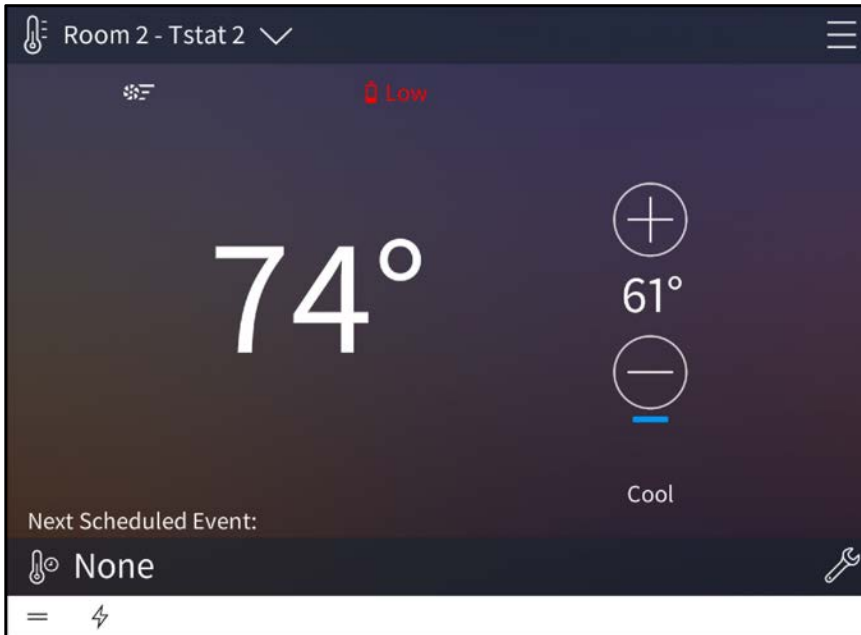 Room 2 - Tstat 2
Low
74°
61°
Cool
Next Scheduled Event:
None